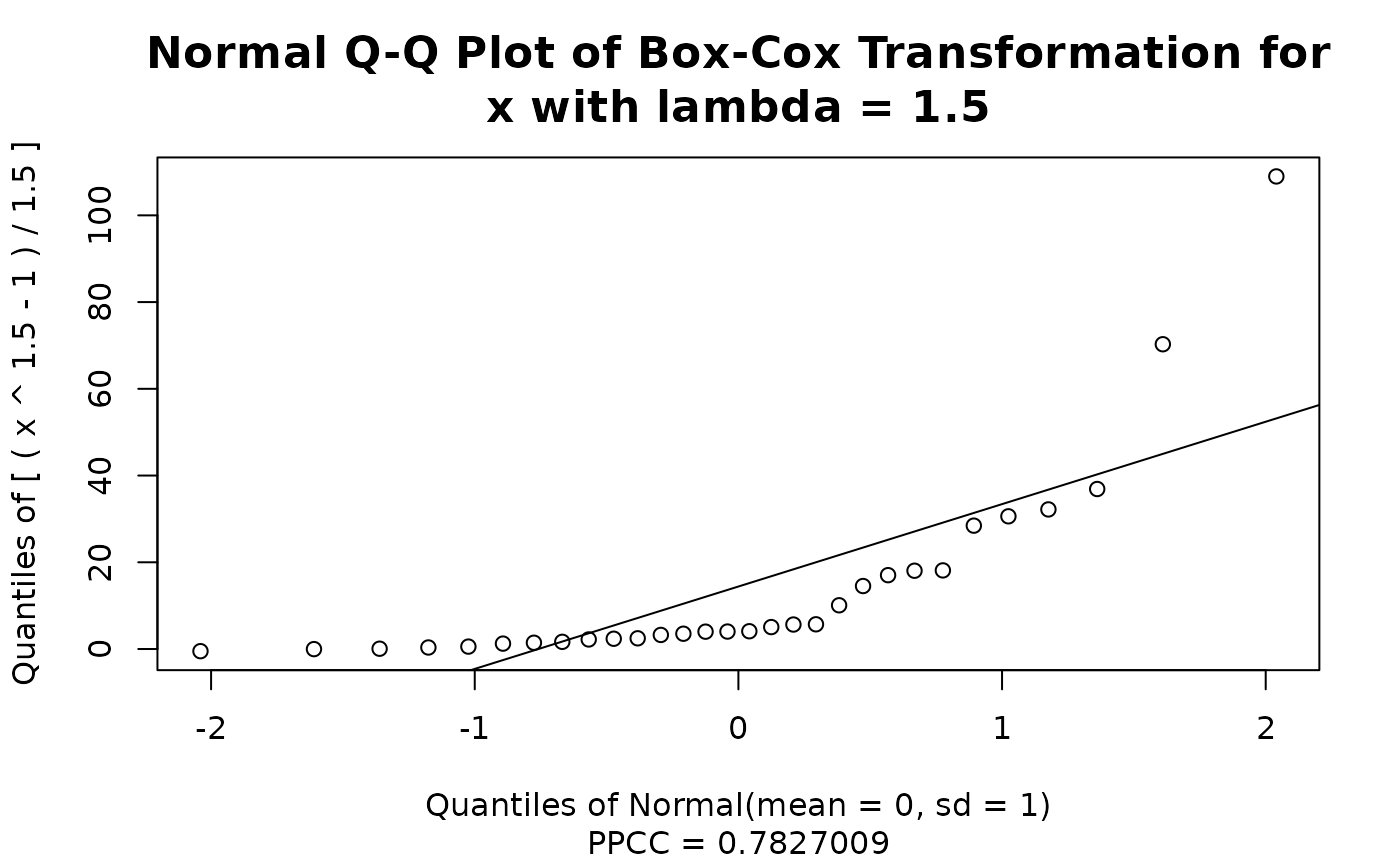 Normal Q-Q Plot of Box-Cox Transformation for
x with lambda = 1.5
Quantiles of [ ( x ^ 1.5 - 1 ) / 1.5 ]
100
80
60
40
20
0
-2 -1 0 1 2
Quantiles of Normal(mean = 0, sd = 1)
PPCC = 0.7827009